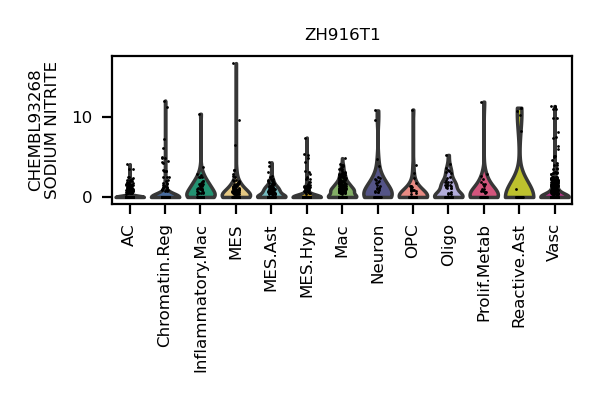 ZH916T1
CHEMBL93268
SODIUM NITRITE
10
0
AC
Chromatin.Reg
Inflammatory.Mac
MES
MES.Ast
MES.Hyp
Mac
Neuron
OPC
Oligo
Prolif.Metab
Reactive.Ast
Vasc